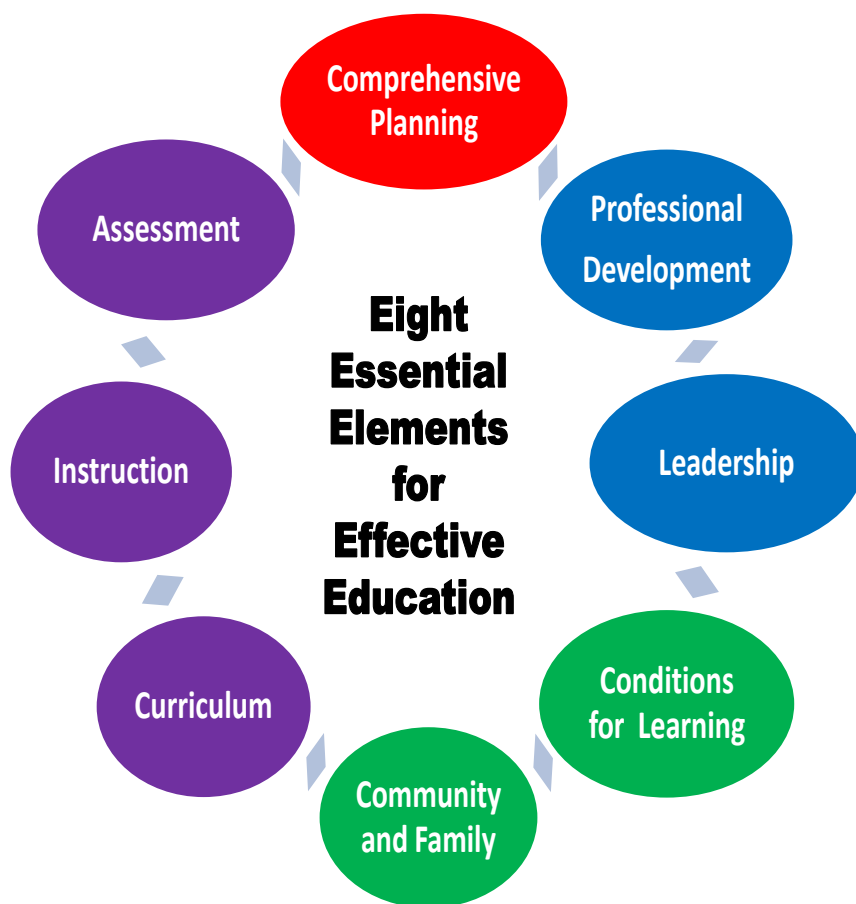 Comprehensive
Planning
Professional
Development
Leadership
Conditions
for Learning
Community
and Family
Curriculum
Instruction
Assessment
Eight
Essential
Elements
for
Effective
Education